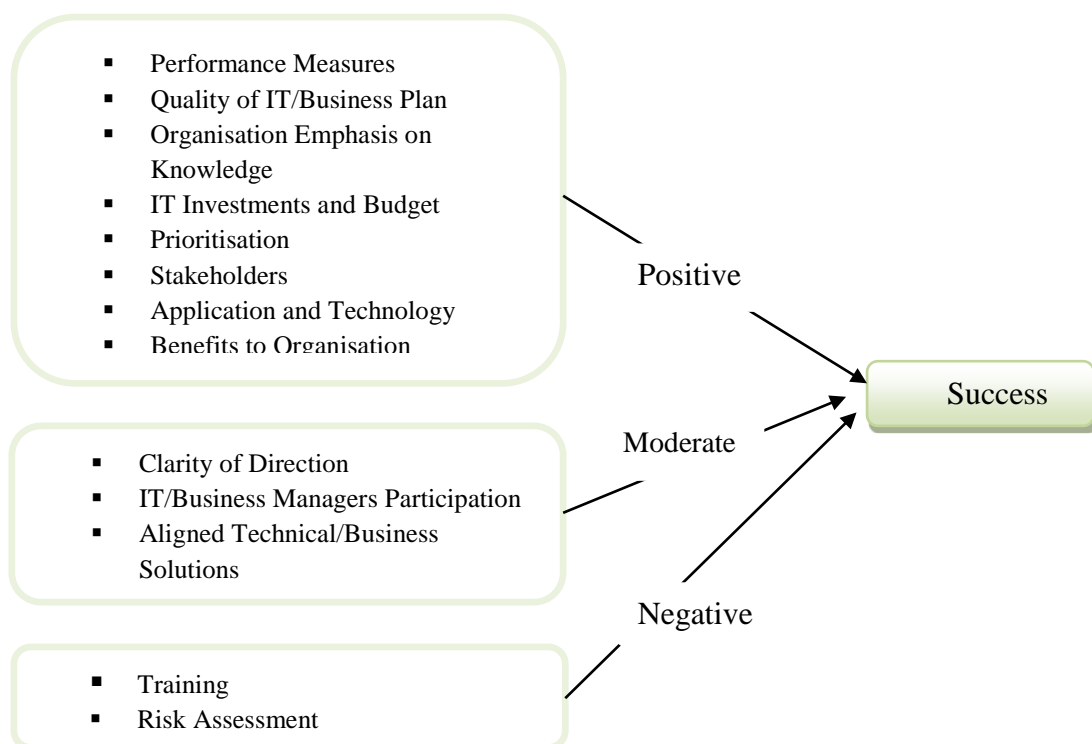 ▪ Performance Measures
▪ Quality of IT/Business Plan
▪ Organisation Emphasis on
Knowledge
▪ IT Investments and Budget
▪ Prioritisation
▪ Stakeholders
▪ Application and Technology
▪ Benefits to Organisation
Positive
Success
▪ Clarity of Direction
▪ IT/Business Managers Participation
▪ Aligned Technical/Business
Solutions
Moderate
Negative
▪ Training
▪ Risk Assessment